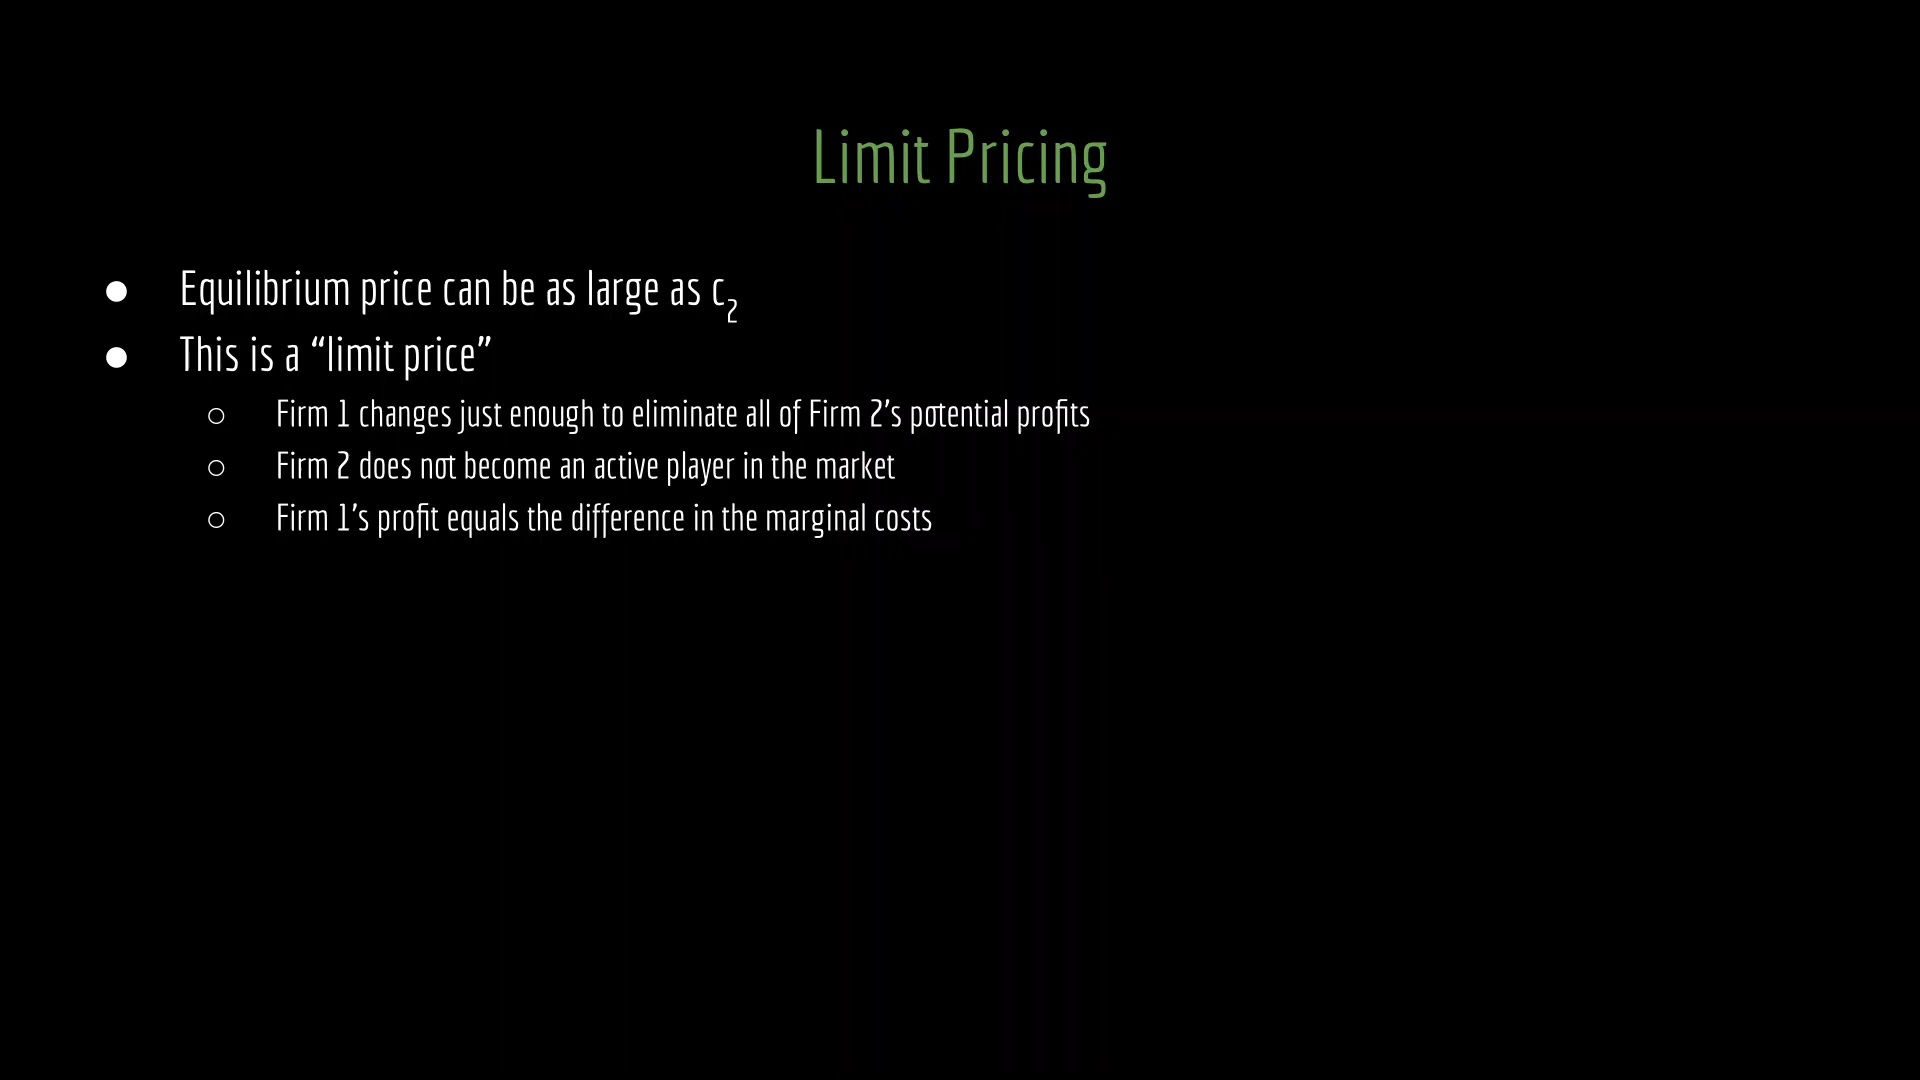 Limit Pricing
● Equilibrium price can be as large as c₂
● This is a “limit price”
○ Firm 1 changes just enough to eliminate all of Firm 2’s potential profits
○ Firm 2 does not become an active player in the market
○ Firm 1’s profit equals the difference in the marginal costs